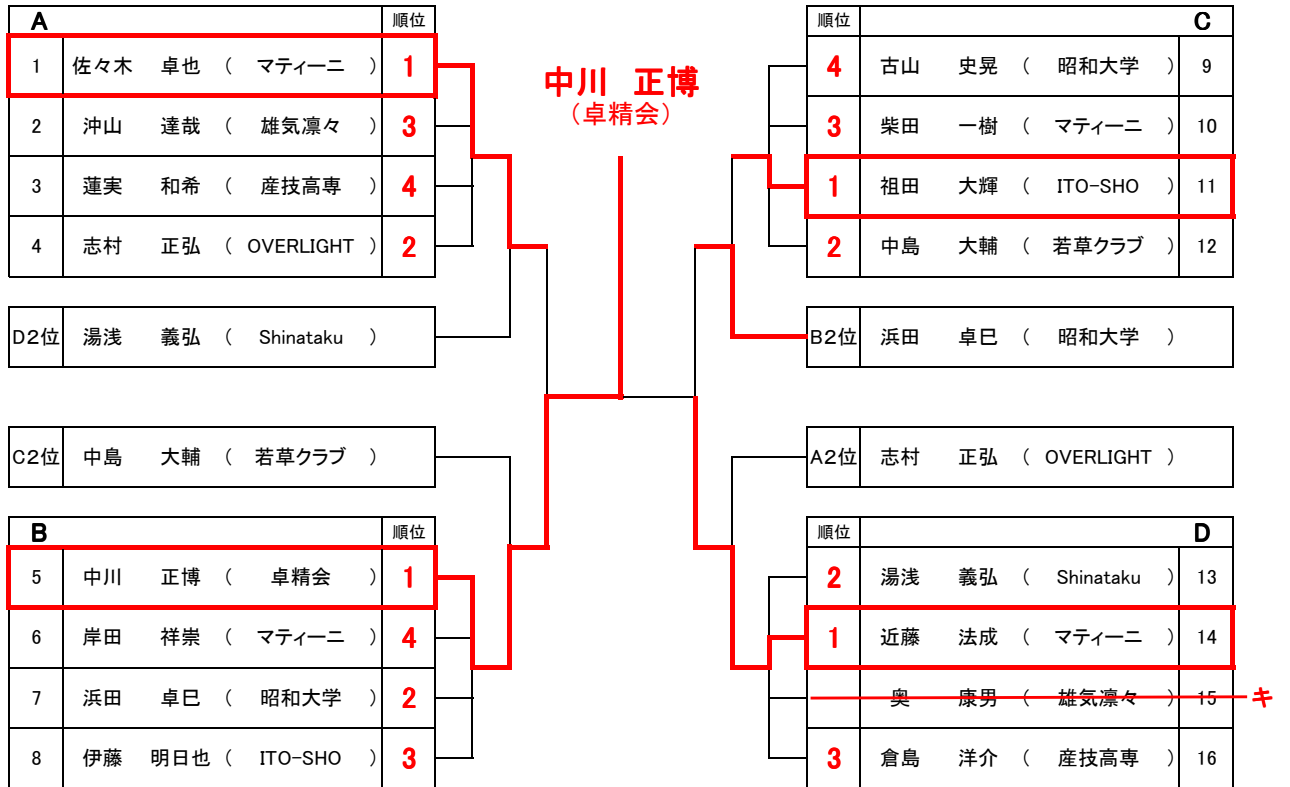 A 順位
1 佐々木 卓也 ( マティーニ ) 1
2 沖山 達哉 ( 雄気凛々 ) 3
3 蓮実 和希 ( 産技高専 ) 4
4 志村 正弘 ( OVERLIGHT ) 2
D2位 湯浅 義弘 ( Shinataku )
C2位 中島 大輔 ( 若草クラブ )
B 順位
5 中川 正博 ( 卓精会 ) 1
6 岸田 祥崇 ( マティーニ ) 4
7 浜田 卓巳 ( 昭和大学 ) 2
8 伊藤 明日也 ( ITO-SHO ) 3
中川 正博
(卓精会)
順位 C
4 古山 史晃 ( 昭和大学 ) 9
3 柴田 一樹 ( マティーニ ) 10
1 祖田 大輝 ( ITO-SHO ) 11
2 中島 大輔 ( 若草クラブ ) 12
B2位 浜田 卓巳 ( 昭和大学 )
A2位 志村 正弘 ( OVERLIGHT )
順位 D
2 湯浅 義弘 ( Shinataku ) 13
1 近藤 法成 ( マティーニ ) 14
奥 康男 ( 雄気凛々 ) 15 キ
3 倉島 洋介 ( 産技高専 ) 16